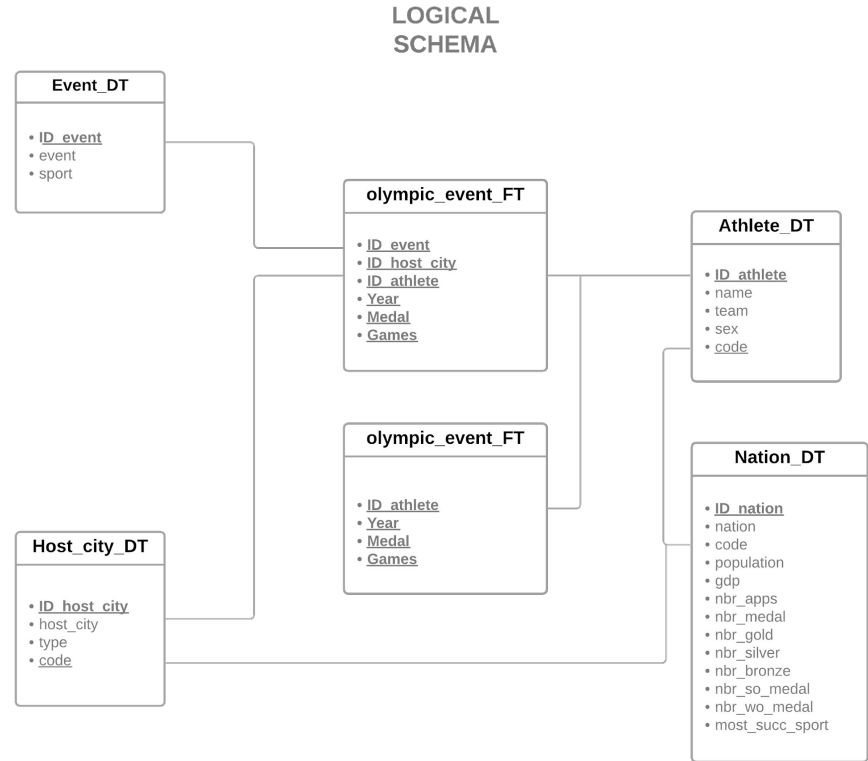 LOGICAL
SCHEMA
Event_DT
• ID_event
• event
• sport
olympic_event_FT
• ID_event
• ID_host_city
• ID_athlete
• Year
• Medal
• Games
Athlete_DT
• ID_athlete
• name
• team
• sex
• code
olympic_event_FT
• ID_athlete
• Year
• Medal
• Games
Nation_DT
• ID_nation
• nation
• code
• population
• gdp
• nbr_apps
• nbr_medal
• nbr_gold
• nbr_silver
• nbr_bronze
• nbr_so_medal
• nbr_wo_medal
• most_succ_sport
Host_city_DT
• ID_host_city
• host_city
• type
• code